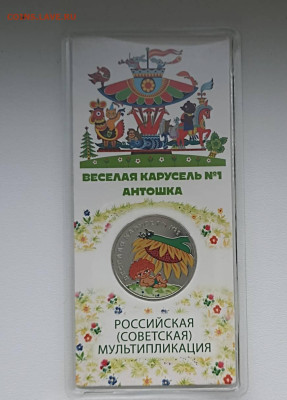 ВЕСЕЛАЯ КАРУСЕЛЬ №1
АНТОШКА
РОССИЙСКАЯ
(СОВЕТСКАЯ)
МУЛЬТИПЛИКАЦИЯ